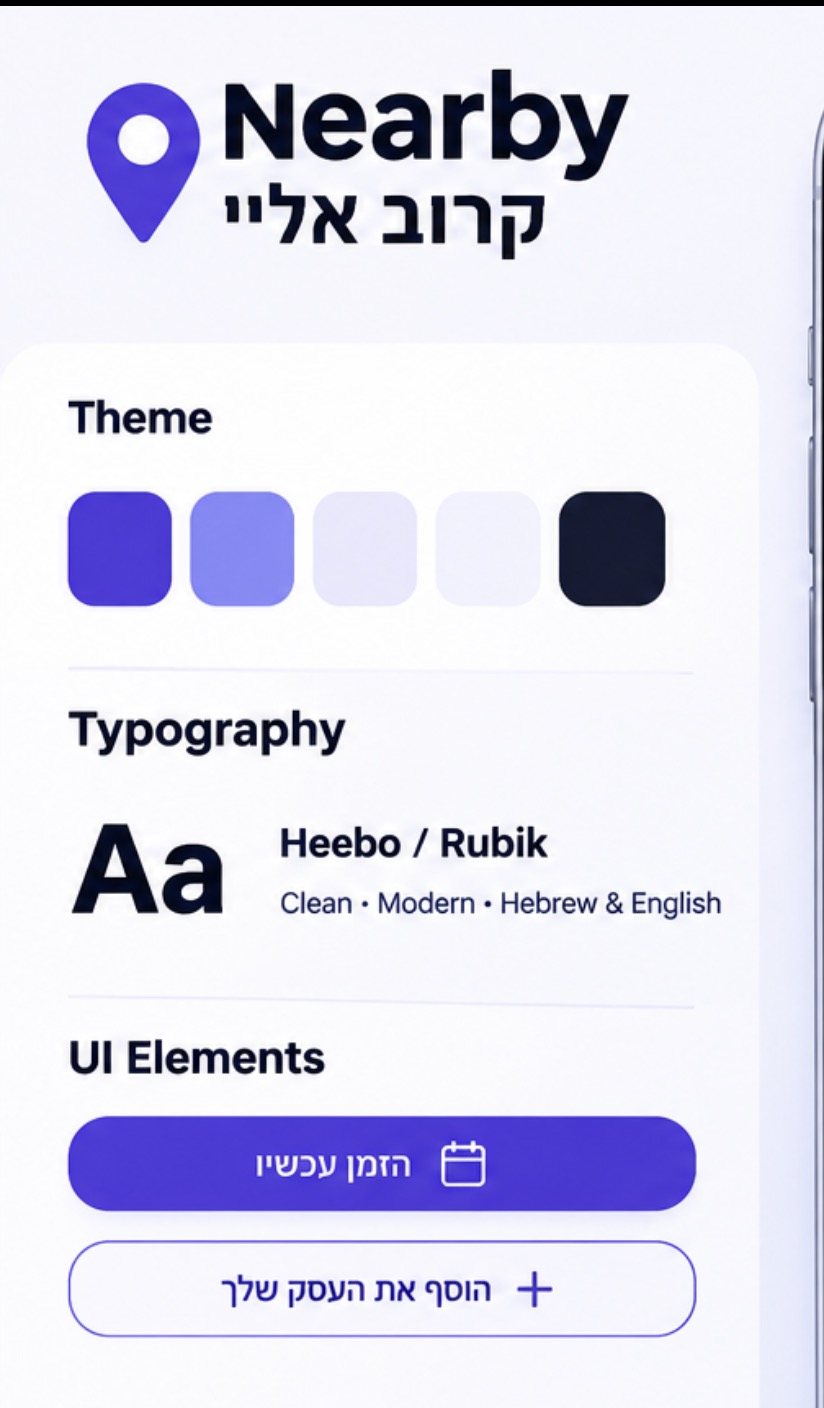 Nearby
קרוב אליי
Theme
Typography
Aa
Heebo / Rubik
Clean • Modern • Hebrew & English
UI Elements
הזמן עכשיו
הוסף את העסק שלך